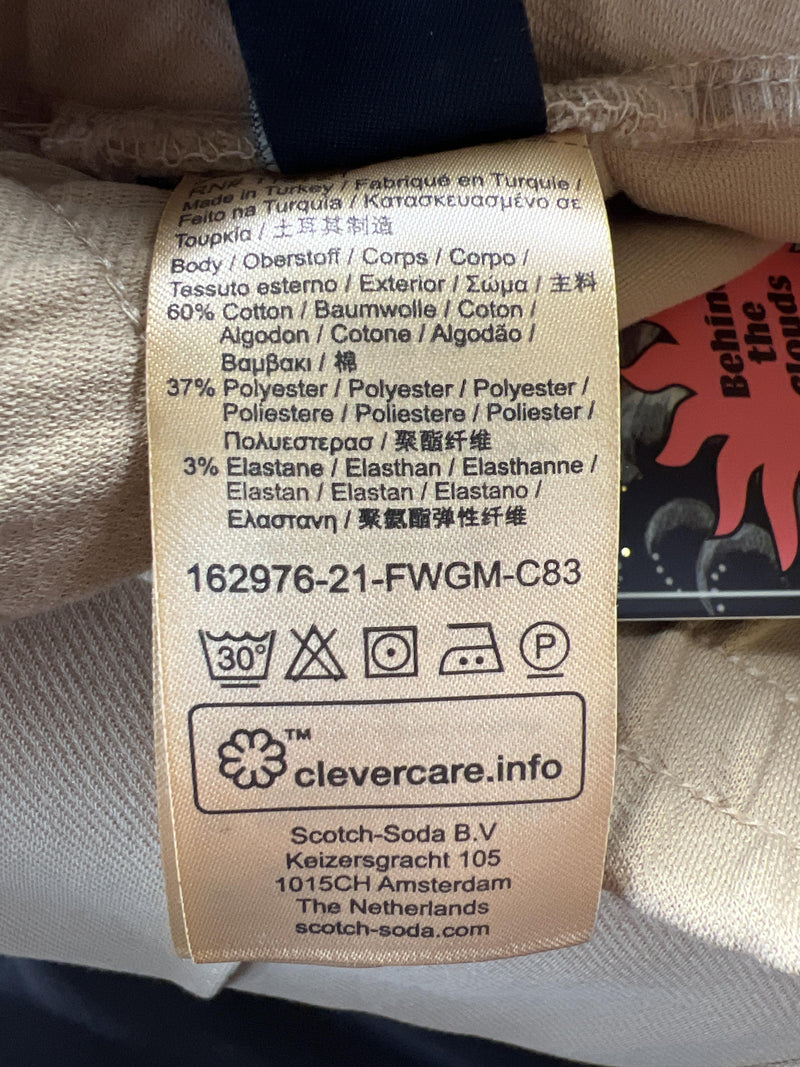 Made in Turkey / Fabriqué en Turquie /
Feito na Turquia / Κατασκευασμένο σε
Τουρκία / 土耳其制造
Body / Oberstoff / Corps / Corpo /
Tessuto esterno / Exterior / Σώμα / 主料
60% Cotton / Baumwolle / Coton /
Algodon / Cotone / Algodão /
Βαμβακι / 棉
37% Polyester / Polyester / Polyester /
Poliestere / Poliestere / Poliester /
Πολυεστερασ / 聚酯纤维
3% Elastane / Elasthan / Elasthanne /
Elastan / Elastan / Elastano /
Ελαστανη / 聚氨酯弹性纤维
162976-21-FWGM-C83
30°
P
TM
clevercare.info
Scotch-Soda B.V
Keizersgracht 105
1015CH Amsterdam
The Netherlands
scotch-soda.com
the
clouds